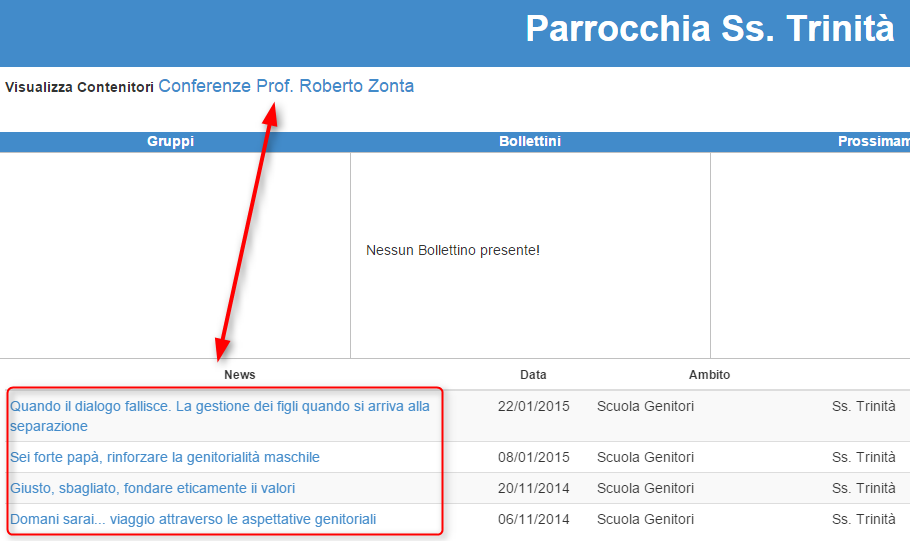 Parrocchia Ss. Trinità
Visualizza Contenitori Conferenze Prof. Roberto Zonta
Gruppi Bollettini Prossimam
Nessun Bollettino presente!
News Data Ambito
Quando il dialogo fallisce. La gestione dei figli quando si arriva alla 22/01/2015 Scuola Genitori Ss. Trinità
separazione
Sei forte papà, rinforzare la genitorialità maschile 08/01/2015 Scuola Genitori Ss. Trinità
Giusto, sbagliato, fondare eticamente ii valori 20/11/2014 Scuola Genitori Ss. Trinità
Domani sarai... viaggio attraverso le aspettative genitoriali 06/11/2014 Scuola Genitori Ss. Trinità